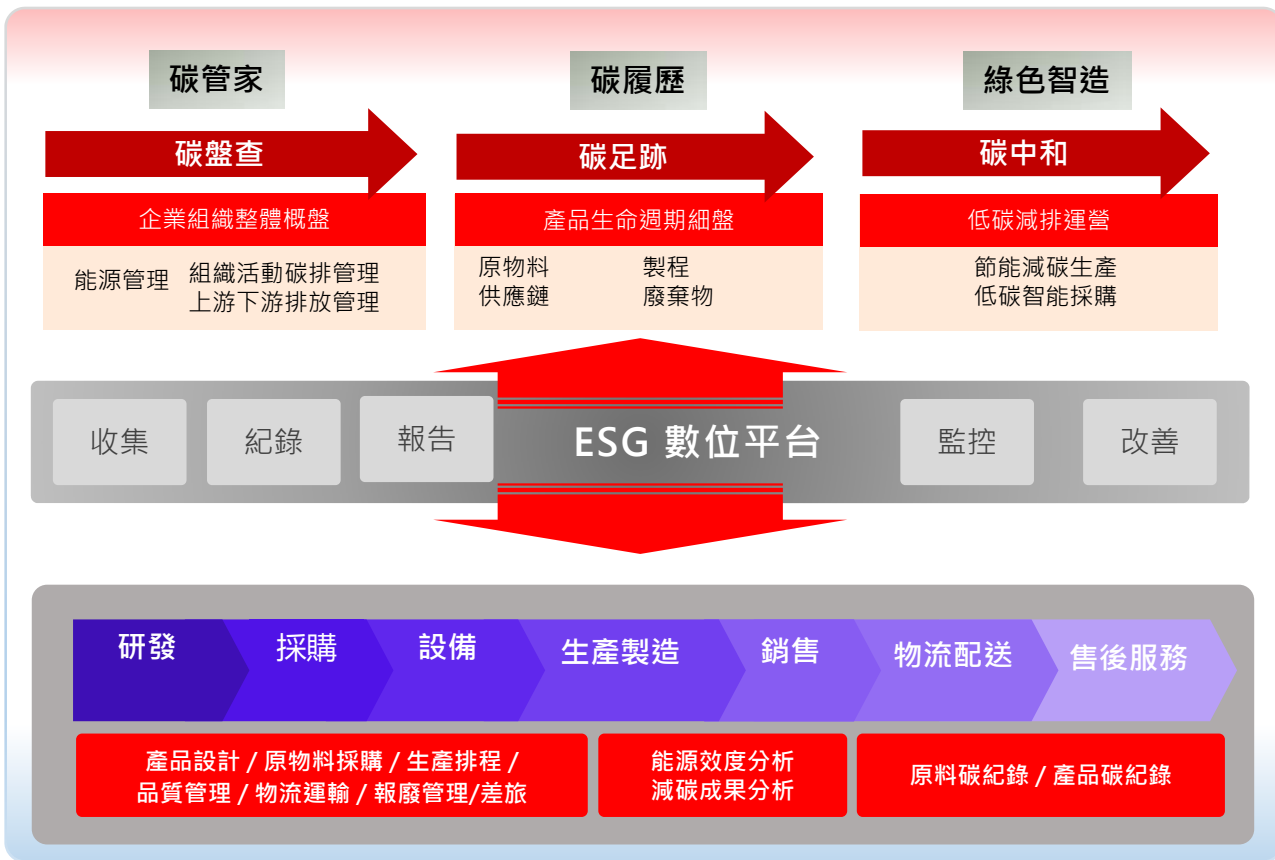 碳管家
碳履歷
綠色智造
碳盤查
碳足跡
碳中和
企業組織整體概盤
產品生命週期細盤
低碳減排運營
能源管理
組織活動碳排管理
上游下游排放管理
原物料
製程
供應鏈
廢棄物
節能減碳生產
低碳智能採購
收集
紀錄
報告
ESG 數位平台
監控
改善
研發
採購
設備
生產製造
銷售
物流配送
售後服務
產品設計 / 原物料採購 / 生產排程 /
品質管理 / 物流運輸 / 報廢管理/差旅
能源效度分析
減碳成果分析
原料碳紀錄 / 產品碳紀錄